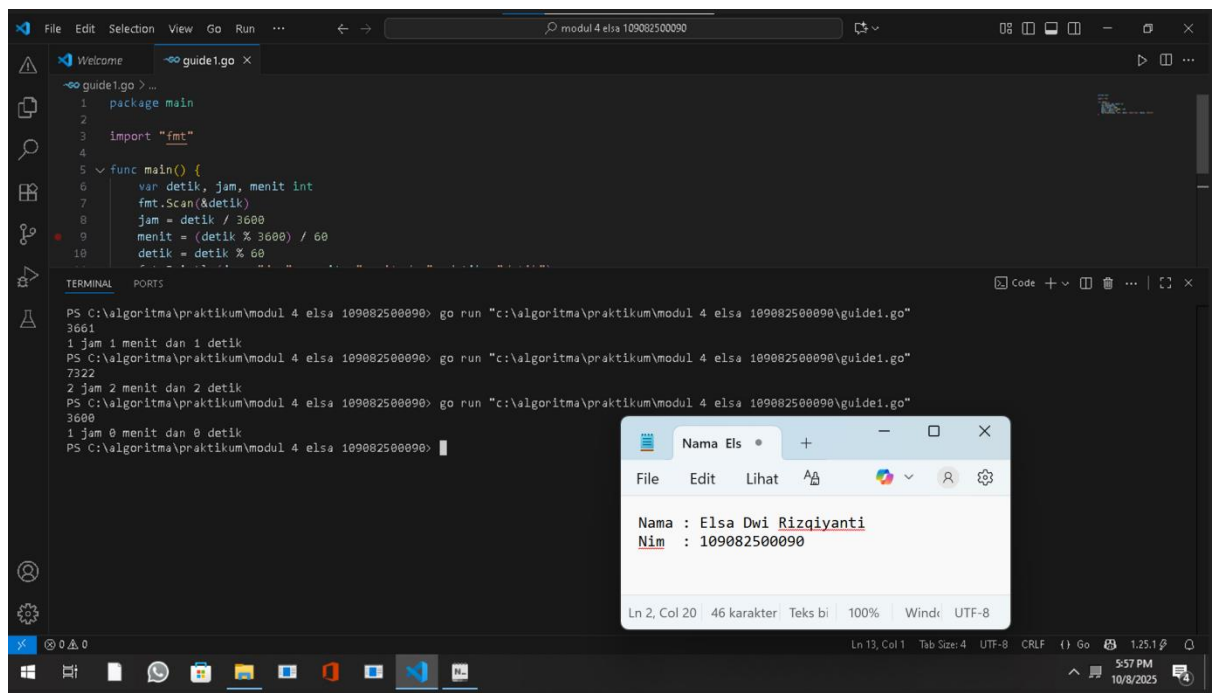 File Edit Selection View Go Run ...
modul 4 elsa 109082500090
Welcome
guide1.go
guide1.go > ...
1 package main
2
3 import "fmt"
4
5 func main() {
6 var detik, jam, menit int
7 fmt.Scan(&detik)
8 jam = detik / 3600
9 menit = (detik % 3600) / 60
10 detik = detik % 60
TERMINAL PORTS
Code
PS C:\algoritma\praktikum\modul 4 elsa 109082500090> go run "c:\algoritma\praktikum\modul 4 elsa 109082500090\guide1.go"
3661
1 jam 1 menit dan 1 detik
PS C:\algoritma\praktikum\modul 4 elsa 109082500090> go run "c:\algoritma\praktikum\modul 4 elsa 109082500090\guide1.go"
7322
2 jam 2 menit dan 2 detik
PS C:\algoritma\praktikum\modul 4 elsa 109082500090> go run "c:\algoritma\praktikum\modul 4 elsa 109082500090\guide1.go"
3600
1 jam 0 menit dan 0 detik
PS C:\algoritma\praktikum\modul 4 elsa 109082500090>
Nama Els
File Edit Lihat
Nama : Elsa Dwi Rizqiyanti
Nim : 109082500090
Ln 2, Col 20 46 karakter Teks bi 100% Wind UTF-8
0 0
Ln 13, Col 1 Tab Size: 4 UTF-8 CRLF {} Go 1.25.1
5:57 PM
10/8/2025
4